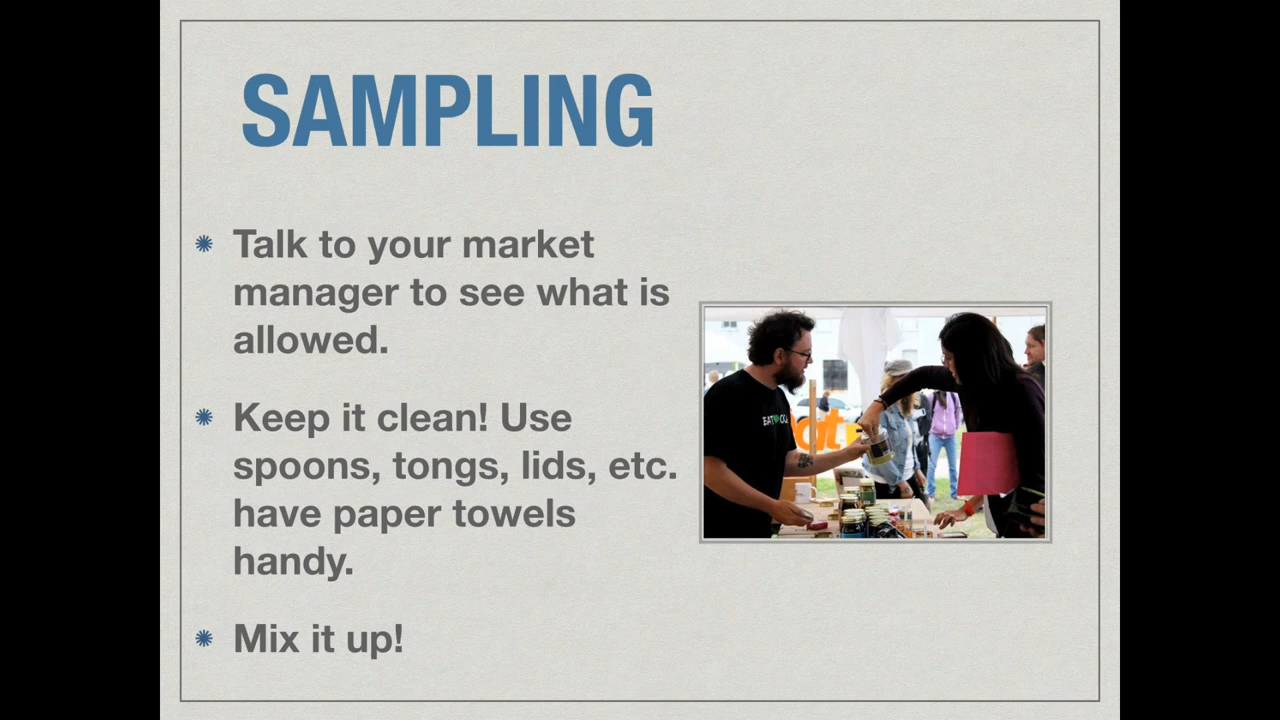 SAMPLING
Talk to your market
manager to see what is
allowed.
Keep it clean! Use
spoons, tongs, lids, etc.
have paper towels
handy.
Mix it up!
EAT